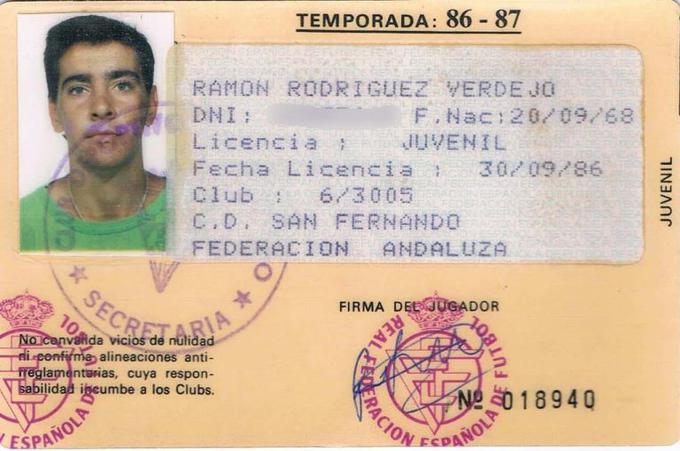 TEMPORADA: 86 - 87
RAMON RODRIGUEZ VERDEJO
DNI: F.Nac:20/09/68
Licencia : JUVENIL
Fecha Licencia : 30/09/86
Club : 6/3005
C.D. SAN FERNANDO
FEDERACION ANDALUZA
JUVENIL
SECRETARIA
FIRMA DEL JUGADOR
No convalida vicios de nulidad
ni confirma alineaciones anti-
rreglamentarias, cuya respon-
sabilidad incumbe a los Clubs.
ESPAÑOLA
REAL FEDERACION ESPAÑOLA DE FUTBOL
Nº 018940